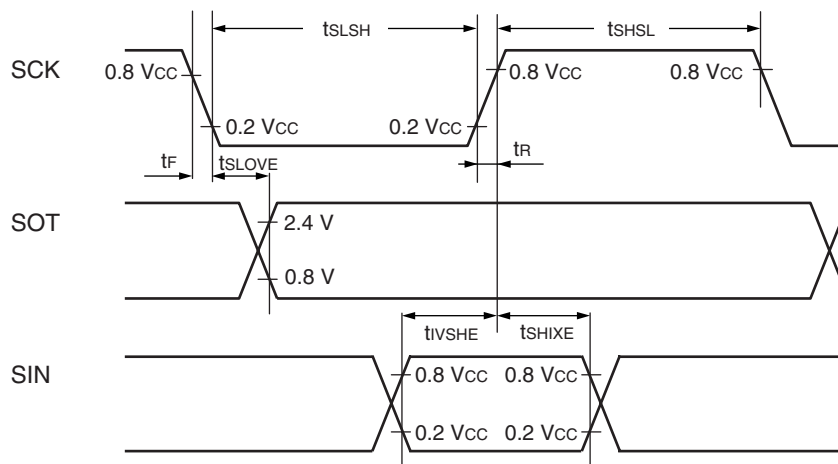 tSLSH
tSHSL
SCK
0.8 VCC
0.8 VCC
0.8 VCC
0.2 VCC
0.2 VCC
tF
tSLOVE
tR
SOT
2.4 V
0.8 V
tIVSHE
tSHIXE
SIN
0.8 VCC
0.8 VCC
0.2 VCC
0.2 VCC